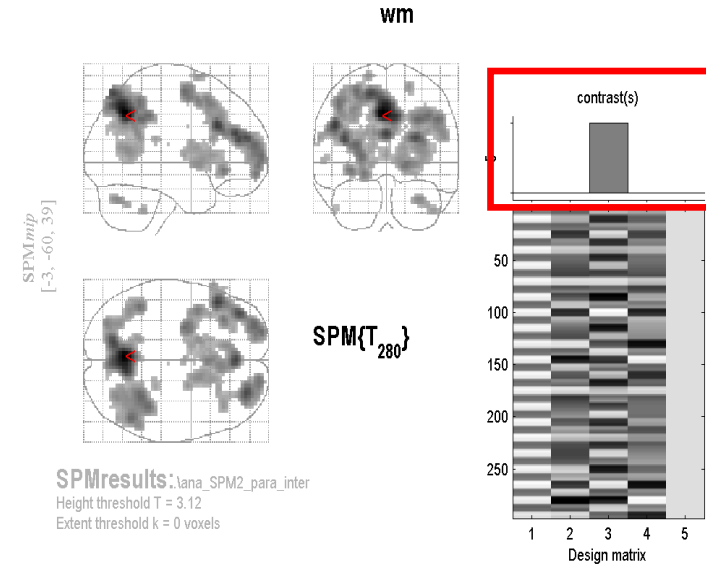 wm
contrast(s)
SPMmip
[-3, -60, 39]
SPM{T280}
50
100
150
200
250
1 2 3 4 5
Design matrix
SPMresults: .\ana_SPM2_para_inter
Height threshold T = 3.12
Extent threshold k = 0 voxels